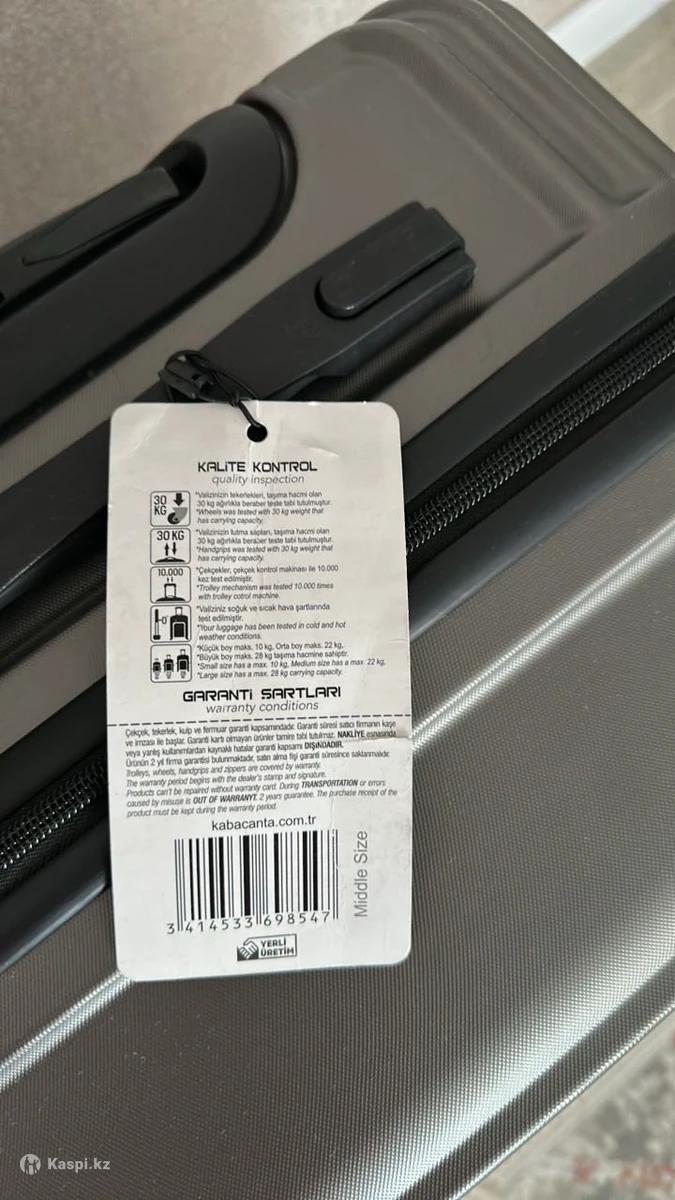 KALİTE KONTROL
quality inspection
30
KG
*Valizinizin tekerlekleri, taşıma hacmi olan
30 kg ağırlıkla beraber teste tabi tutulmuştur.
*Wheels was tested with 30 kg weight that
has carrying capacity.
30 KG
*Valizinizin tutma sapları, taşıma hacmi olan
30 kg ağırlıkla beraber teste tabi tutulmuştur.
*Handgrips was tested with 30 kg weight that
has carrying capacity.
10.000
*Çekçekler, çekçek kontrol makinası ile 10.000
kez test edilmiştir.
*Trolley mechanism was tested 10.000 times
with trolley cotrol machine.
*Valiziniz soğuk ve sıcak hava şartlarında
test edilmiştir.
*Your luggage has been tested in cold and hot
weather conditions.
*Küçük boy maks. 10 kg, Orta boy maks. 22 kg,
*Büyük boy maks. 28 kg taşıma hacmine sahiptir.
*Small size has a max. 10 kg, Medium size has a max. 22 kg,
*Large size has a max. 28 kg carrying capacity.
GARANTİ SARTLARI
warranty conditions
Çekçek, tekerlek, kulp ve fermuar garanti kapsamındadır. Garanti süresi satıcı firmanın kaşe
ve imzası ile başlar. Garanti kartı olmayan ürünler tamire tabi tutulmaz. NAKLİYE esnasında
veya yanlış kullanımlardan kaynaklı hatalar garanti kapsamı DIŞINDADIR.
Ürünün 2 yıl firma garantisi bulunmaktadır, satın alma fişi garanti süresince saklanmalıdır.
Trolleys, wheels, handgrips and zippers are covered by warranty.
The warranty period begins with the dealer's stamp and signature.
Products can't be repaired without warranty card. During TRANSPORTATION or errors
caused by misuse is OUT OF WARRANYT. 2 years guarantee. The purchase receipt of the
product must be kept during the warranty period.
kabacanta.com.tr
Middle Size
3 414533 698547
YERLİ
ÜRETİM
Kaspi.kz